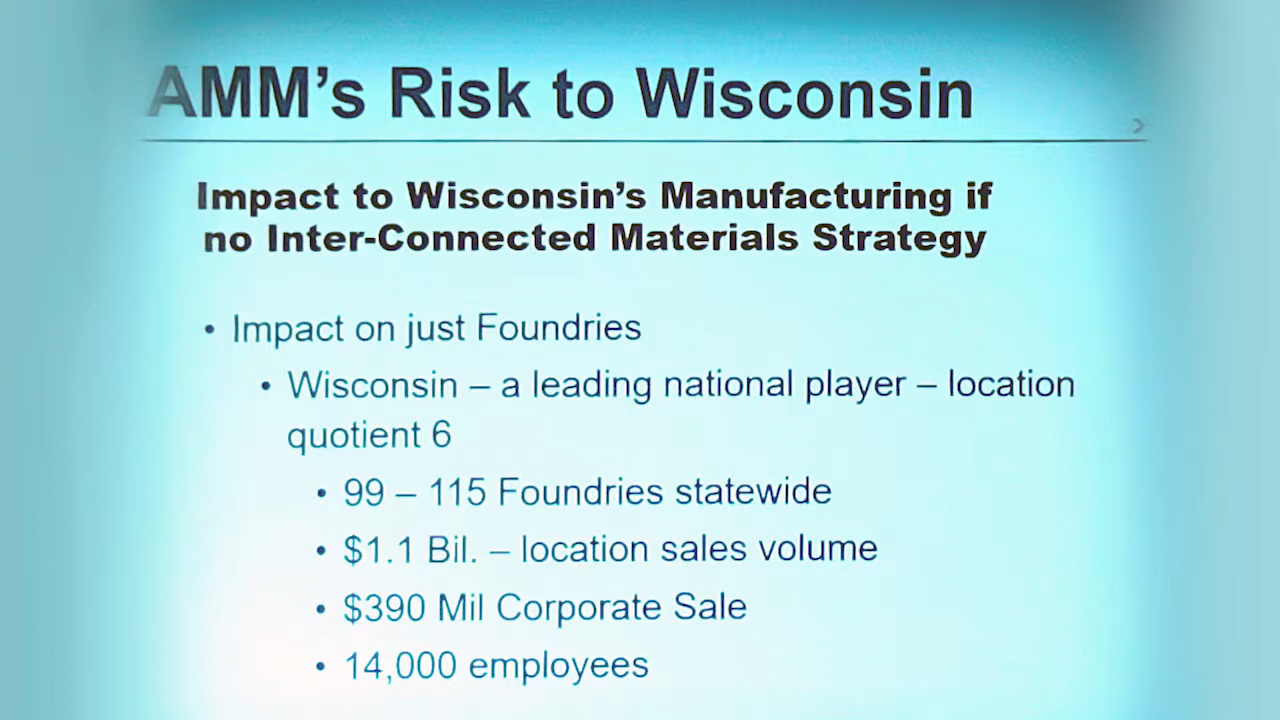 AMM’s Risk to Wisconsin
Impact to Wisconsin’s Manufacturing if
no Inter-Connected Materials Strategy
• Impact on just Foundries
• Wisconsin – a leading national player – location
quotient 6
• 99 – 115 Foundries statewide
• $1.1 Bil. – location sales volume
• $390 Mil Corporate Sale
• 14,000 employees